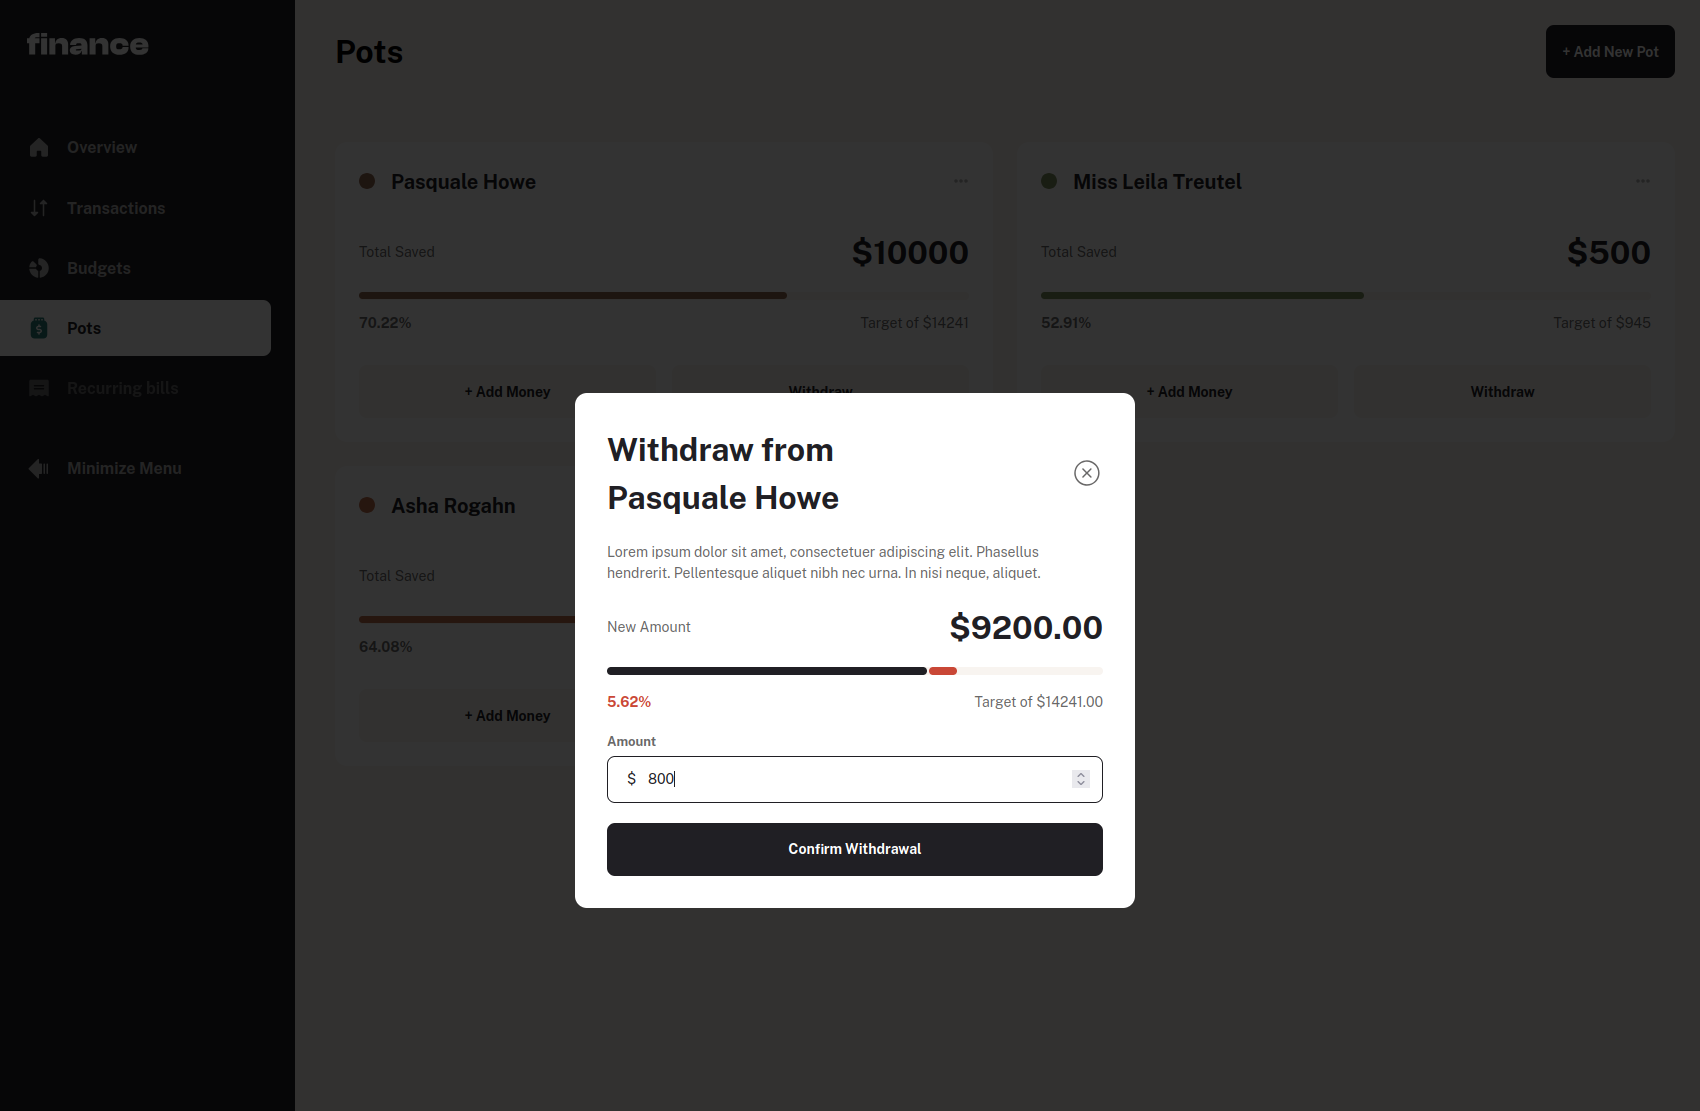 finance
Overview
Transactions
Budgets
Pots
Recurring bills
Minimize Menu
Pots
+ Add New Pot
Pasquale Howe
Total Saved
$10000
70.22%
Target of $14241
+ Add Money
Withdraw
Miss Leila Treutel
Total Saved
$500
52.91%
Target of $945
+ Add Money
Withdraw
Asha Rogahn
Total Saved
64.08%
+ Add Money
Withdraw from
Pasquale Howe
Lorem ipsum dolor sit amet, consectetuer adipiscing elit. Phasellus
hendrerit. Pellentesque aliquet nibh nec urna. In nisi neque, aliquet.
New Amount
$9200.00
5.62%
Target of $14241.00
Amount
$ 800
Confirm Withdrawal